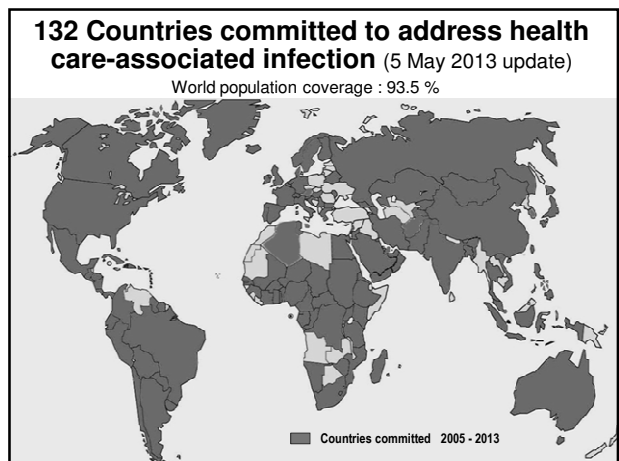 132 Countries committed to address health
care-associated infection (5 May 2013 update)
World population coverage : 93.5 %
Countries committed 2005 - 2013